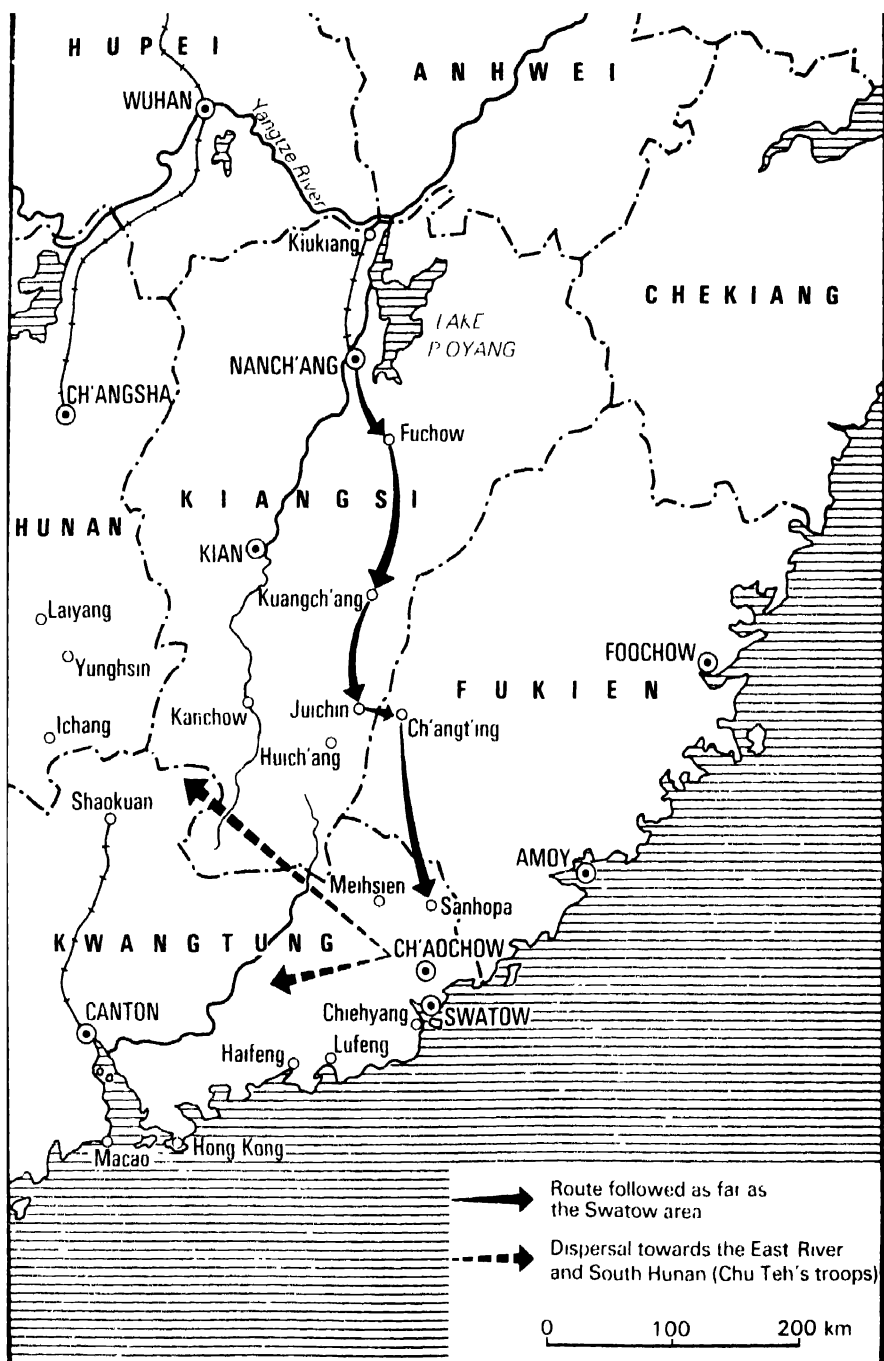 HUPEI
ANHWEI
WUHAN
Yangtze River
Kiukiang
CHEKIANG
LAKE
POYANG
NANCH'ANG
CH'ANGSHA
Fuchow
KIANGSI
HUNAN
KIAN
Kuangch'ang
Laiyang
FOOCHOW
Yunghsin
FUKIEN
Kanchow
Juichin
Ch'angt'ing
Ichang
Huich'ang
Shaokuan
AMOY
Meihsien
Sanhopa
KWANGTUNG
CH'AOCHOW
CANTON
Chiehyang
SWATOW
Haifeng
Lufeng
Macao
Hong Kong
Route followed as far as
the Swatow area
Dispersal towards the East River
and South Hunan (Chu Teh's troops)
0 100 200 km